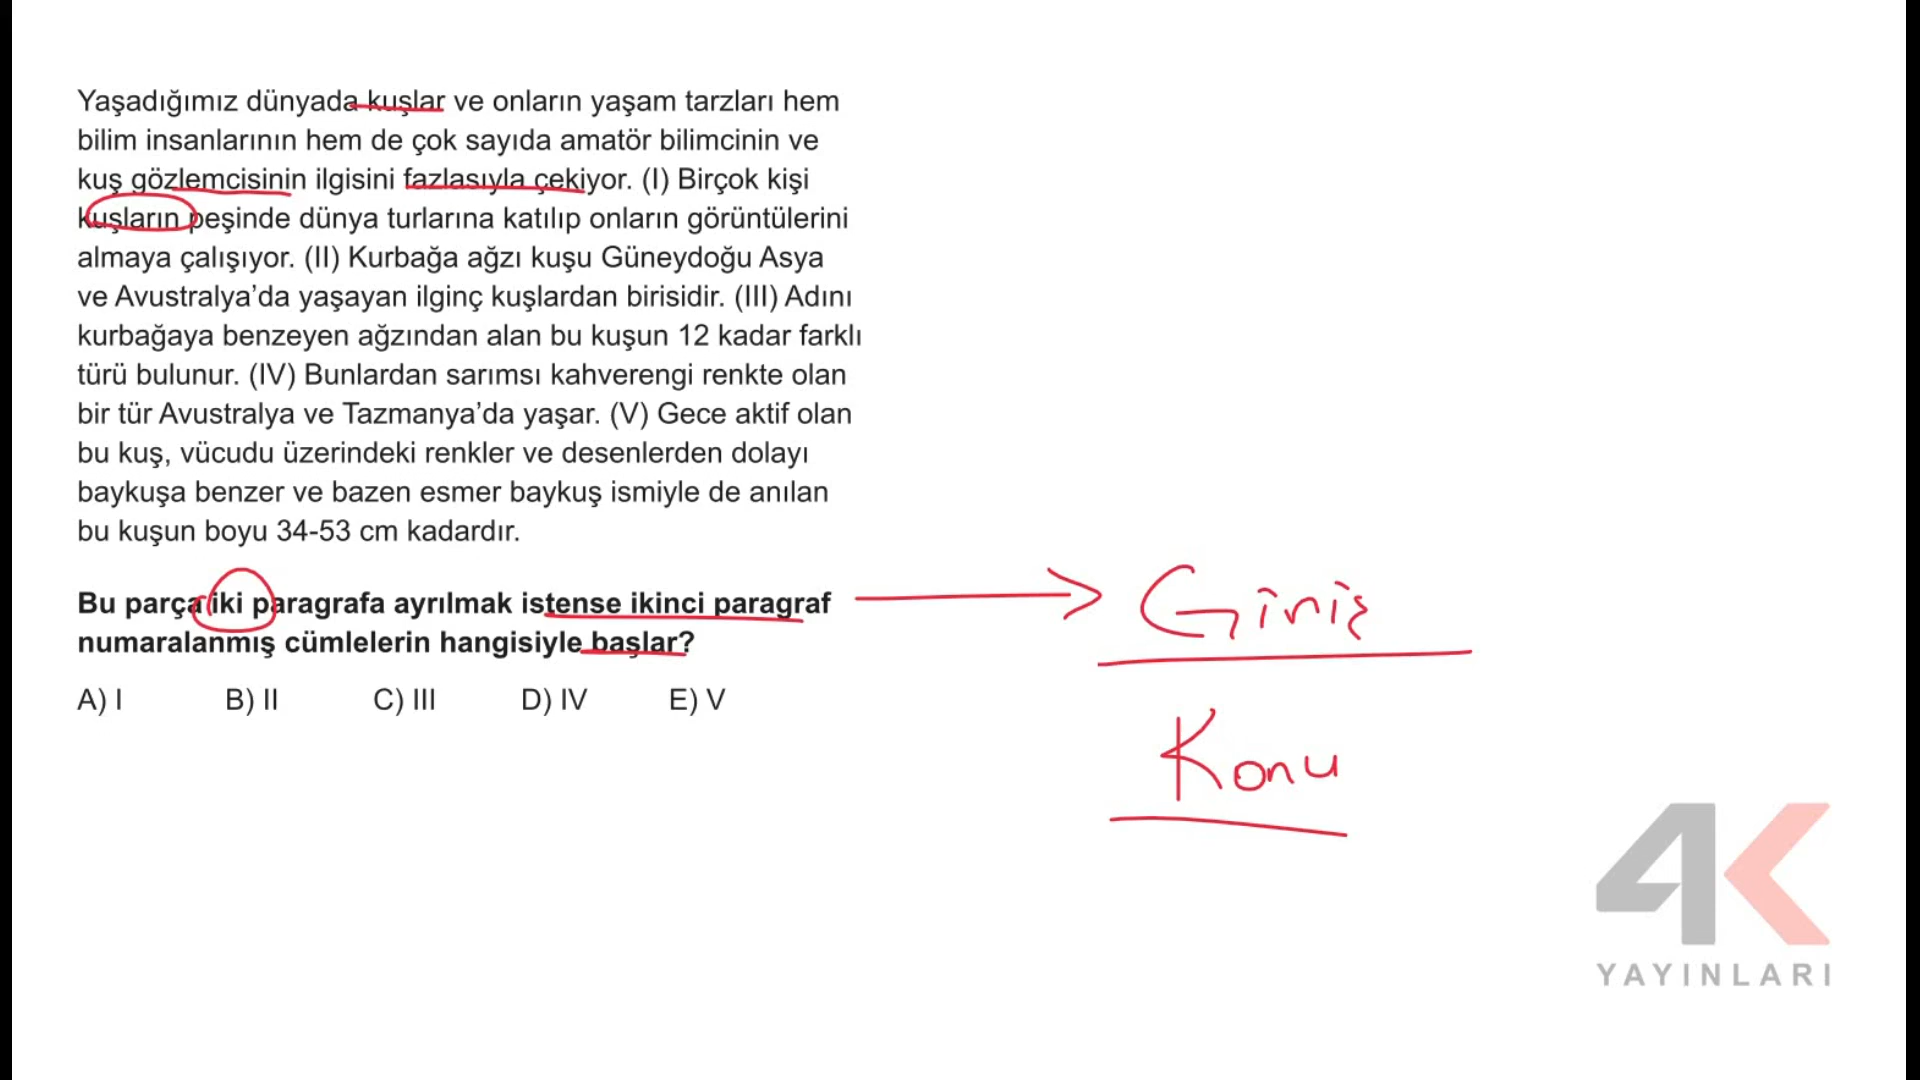 Yaşadığımız dünyada kuşlar ve onların yaşam tarzları hem
bilim insanlarının hem de çok sayıda amatör bilimcinin ve
kuş gözlemcisinin ilgisini fazlasıyla çekiyor. (I) Birçok kişi
kuşların peşinde dünya turlarına katılıp onların görüntülerini
almaya çalışıyor. (II) Kurbağa ağzı kuşu Güneydoğu Asya
ve Avustralya’da yaşayan ilginç kuşlardan birisidir. (III) Adını
kurbağaya benzeyen ağzından alan bu kuşun 12 kadar farklı
türü bulunur. (IV) Bunlardan sarımsı kahverengi renkte olan
bir tür Avustralya ve Tazmanya’da yaşar. (V) Gece aktif olan
bu kuş, vücudu üzerindeki renkler ve desenlerden dolayı
baykuşa benzer ve bazen esmer baykuş ismiyle de anılan
bu kuşun boyu 34-53 cm kadardır.
Bu parça iki paragrafa ayrılmak istense ikinci paragraf
numaralanmış cümlelerin hangisiyle başlar?
A) I B) II C) III D) IV E) V
Giriş
Konu
4K
YAYINLARI